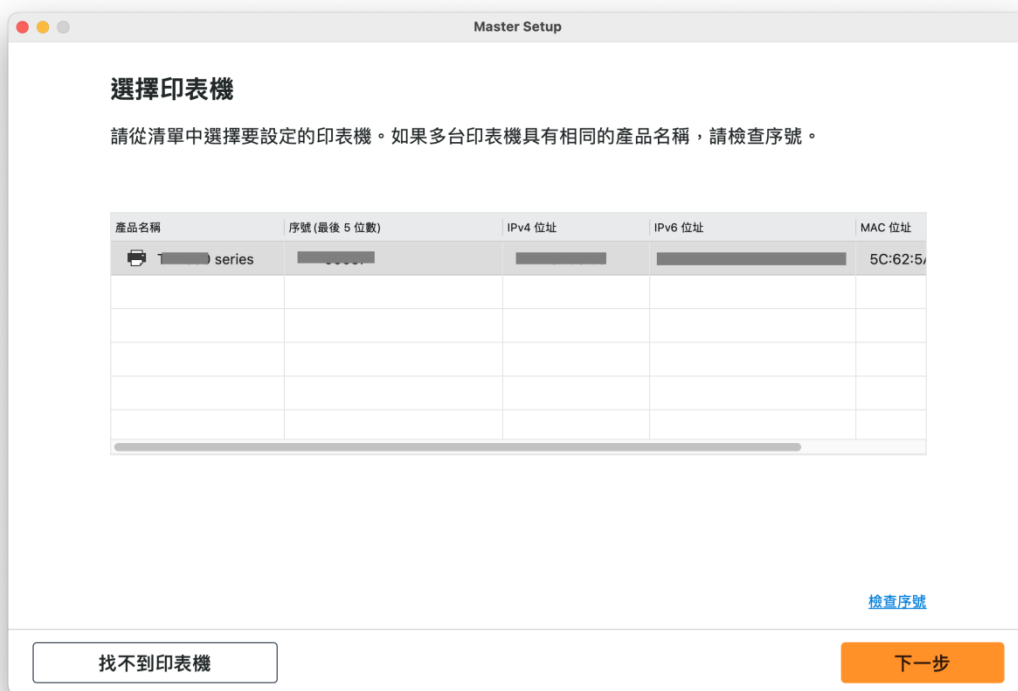 Master Setup
選擇印表機
請從清單中選擇要設定的印表機。如果多台印表機具有相同的產品名稱，請檢查序號。
產品名稱 序號 (最後 5 位數) IPv4 位址 IPv6 位址 MAC 位址
series 5C:62:5
檢查序號
找不到印表機 下一步